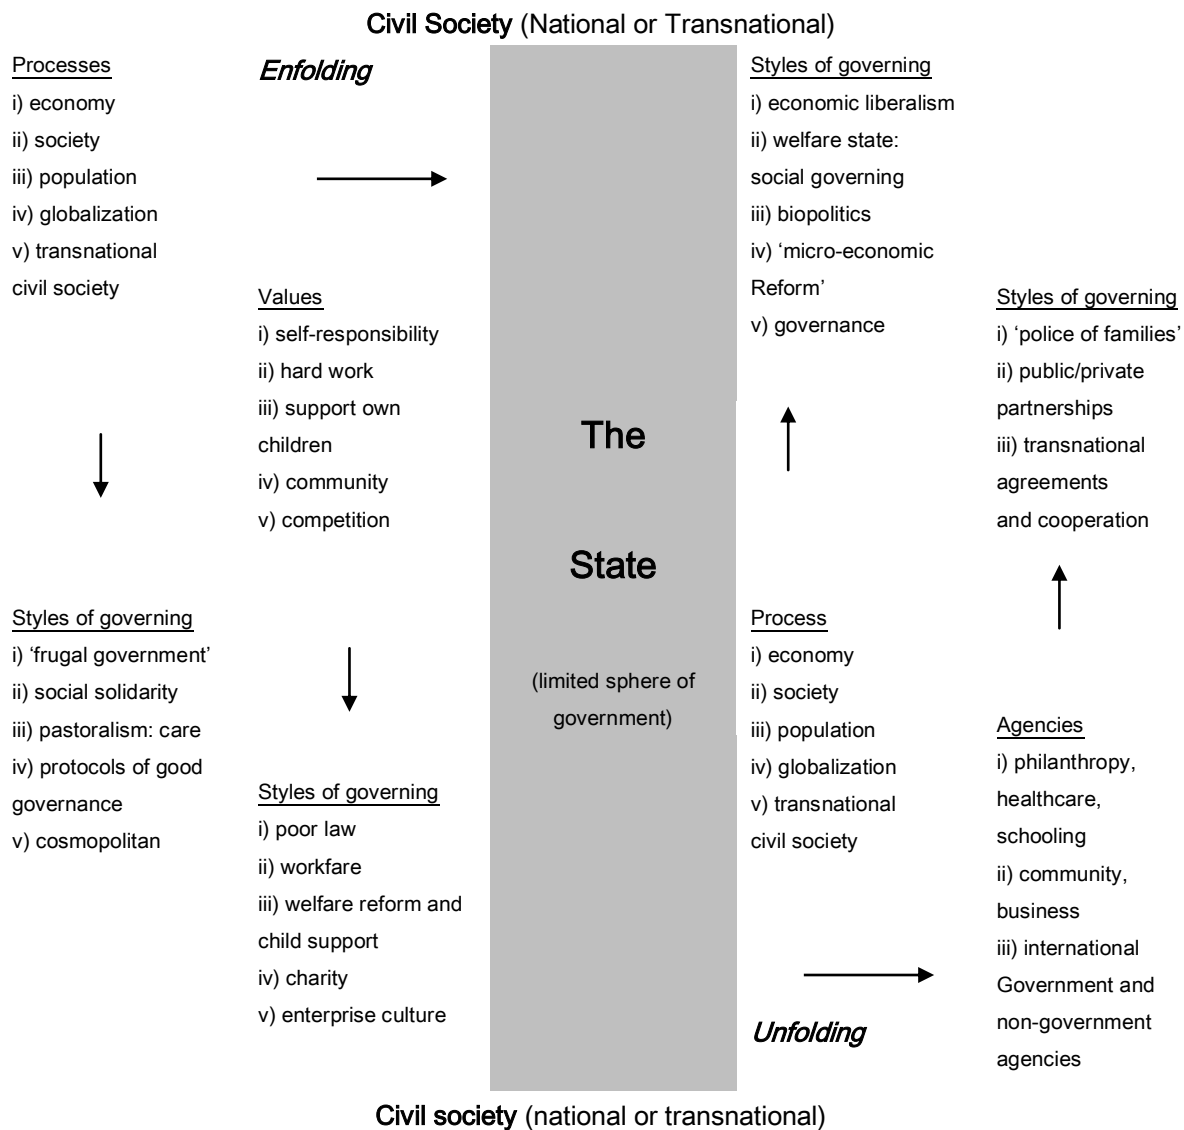 Civil Society (National or Transnational)
Processes
i) economy
ii) society
iii) population
iv) globalization
v) transnational
civil society
Enfolding
Values
i) self-responsibility
ii) hard work
iii) support own
children
iv) community
v) competition
Styles of governing
i) ‘frugal government’
ii) social solidarity
iii) pastoralism: care
iv) protocols of good
governance
v) cosmopolitan
Styles of governing
i) poor law
ii) workfare
iii) welfare reform and
child support
iv) charity
v) enterprise culture
The
State
(limited sphere of
government)
Styles of governing
i) economic liberalism
ii) welfare state:
social governing
iii) biopolitics
iv) ‘micro-economic
Reform’
v) governance
Styles of governing
i) ‘police of families’
ii) public/private
partnerships
iii) transnational
agreements
and cooperation
Process
i) economy
ii) society
iii) population
iv) globalization
v) transnational
civil society
Agencies
i) philanthropy,
healthcare,
schooling
ii) community,
business
iii) international
Government and
non-government
agencies
Unfolding
Civil society (national or transnational)